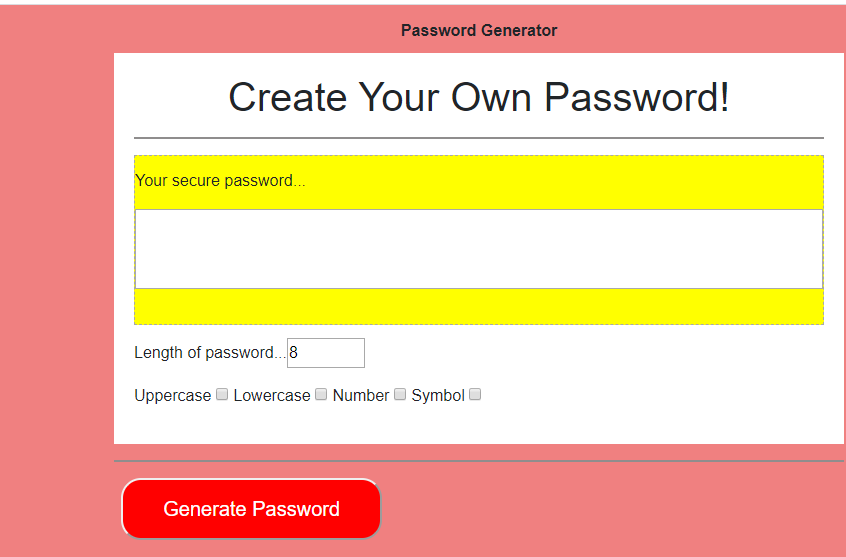 Password Generator
Create Your Own Password!
Your secure password...
Length of password...8
Uppercase Lowercase Number Symbol
Generate Password